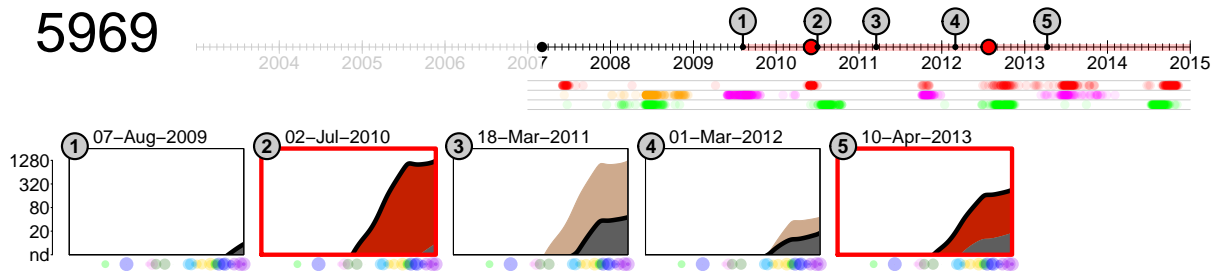 5969
1 2 3 4 5
2004 2005 2006 2007 2008 2009 2010 2011 2012 2013 2014 2015
1 07–Aug–2009 2 02–Jul–2010 3 18–Mar–2011 4 01–Mar–2012 5 10–Apr–2013
1280
320
80
20
nd